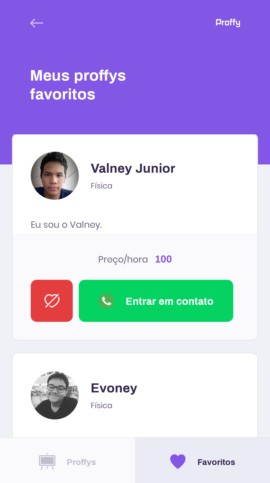 Proffy
Meus proffys
favoritos
Valney Junior
Física
Eu sou o Valney.
Preço/hora 100
Entrar em contato
Evoney
Física
Proffys
Favoritos